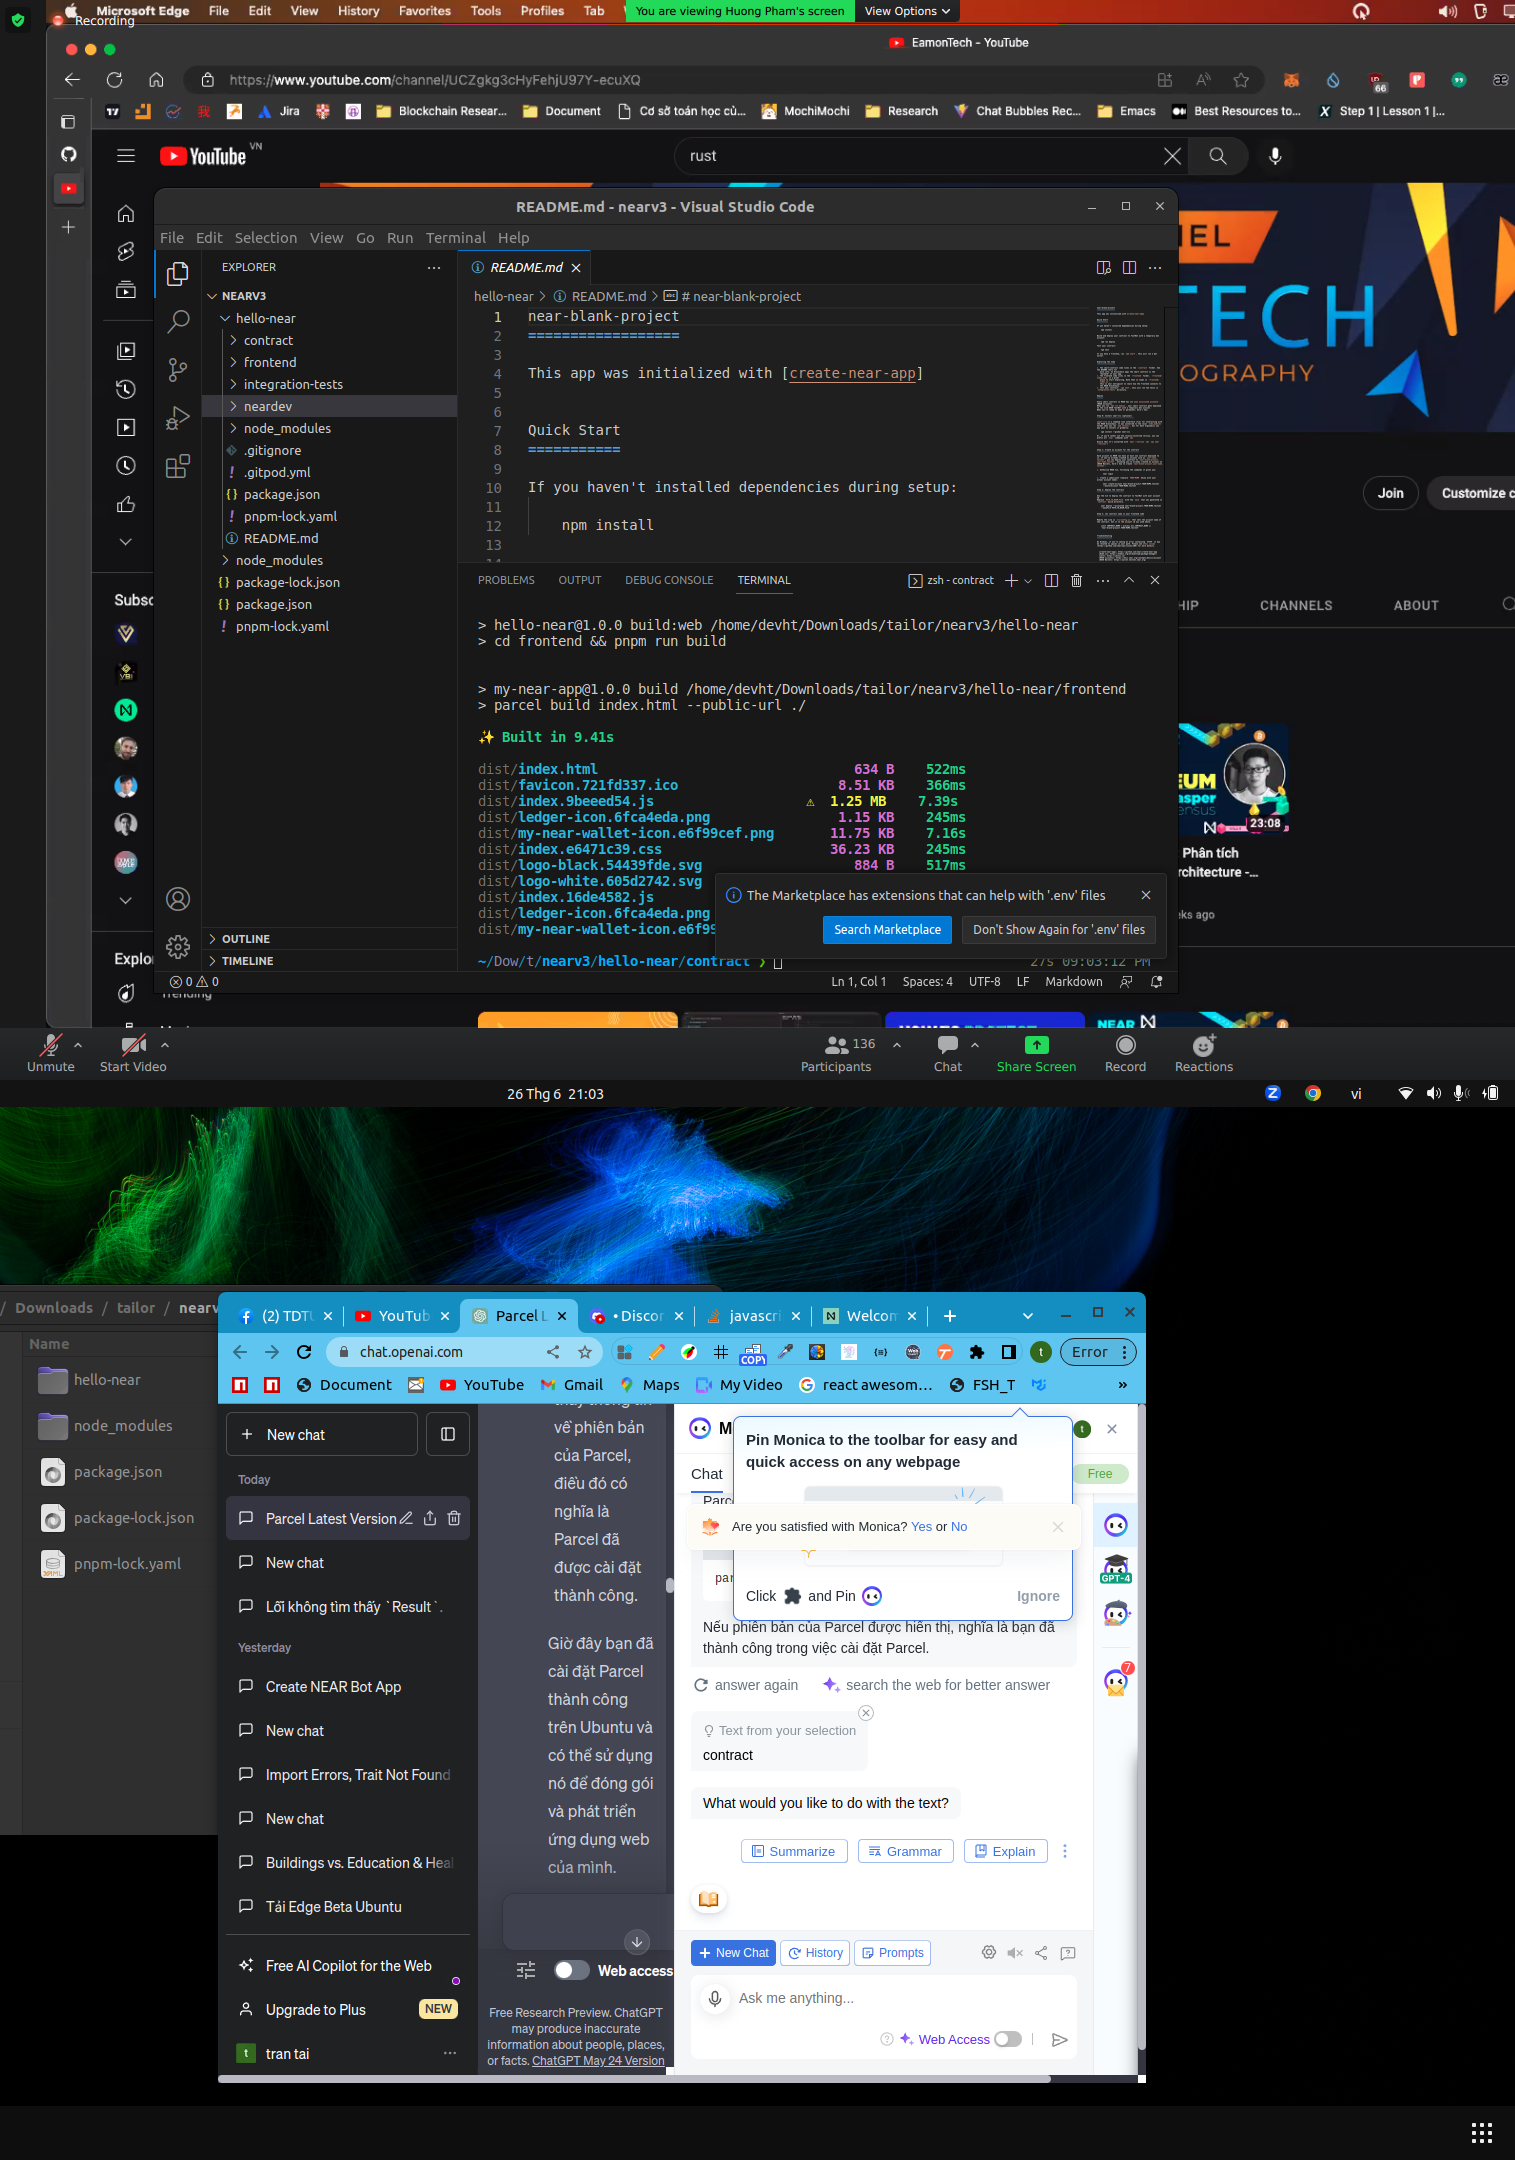 Microsoft Edge File Edit View History Favorites Tools Profiles Tab
You are viewing Huong Pham's screen View Options
Recording
EamonTech - YouTube
https://www.youtube.com/channel/UCZgkg3cHyFehjU97Y-ecuXQ
66
Jira Blockchain Resear... Document Cơ sở toán học củ... MochiMochi Research Chat Bubbles Rec... Emacs Best Resources to... Step 1 | Lesson 1 |...
YouTube VN
rust
README.md - nearv3 - Visual Studio Code
File Edit Selection View Go Run Terminal Help
EXPLORER
README.md
NEARV3
hello-near > README.md > # near-blank-project
hello-near
contract
frontend
integration-tests
neardev
node_modules
.gitignore
.gitpod.yml
package.json
pnpm-lock.yaml
README.md
node_modules
package-lock.json
package.json
pnpm-lock.yaml
OUTLINE
TIMELINE
1 near-blank-project
2 ==================
3
4 This app was initialized with [create-near-app]
5
6
7 Quick Start
8 ===========
9
10 If you haven't installed dependencies during setup:
11
12 npm install
13
PROBLEMS OUTPUT DEBUG CONSOLE TERMINAL
zsh - contract
> hello-near@1.0.0 build:web /home/devht/Downloads/tailor/nearv3/hello-near
> cd frontend && pnpm run build
> my-near-app@1.0.0 build /home/devht/Downloads/tailor/nearv3/hello-near/frontend
> parcel build index.html --public-url ./
✨ Built in 9.41s
dist/index.html 634 B 522ms
dist/favicon.721fd337.ico 8.51 KB 366ms
dist/index.9beeed54.js ⚠ 1.25 MB 7.39s
dist/ledger-icon.6fca4eda.png 1.15 KB 245ms
dist/my-near-wallet-icon.e6f99cef.png 11.75 KB 7.16s
dist/index.e6471c39.css 36.23 KB 245ms
dist/logo-black.54439fde.svg 884 B 517ms
dist/logo-white.605d2742.svg
dist/index.16de4582.js
dist/ledger-icon.6fca4eda.png
dist/my-near-wallet-icon.e6f99
The Marketplace has extensions that can help with '.env' files
Search Marketplace Don't Show Again for '.env' files
~/Dow/t/nearv3/hello-near/contract ❯ 27s 09:03:12 PM
0 0
Ln 1, Col 1 Spaces: 4 UTF-8 LF Markdown
NEL
TECH
OGRAPHY
Join Customize c
HIP CHANNELS ABOUT
Subsc
Explor
Trending
EUM
asper
ensus
23:08
Phân tích
rchitecture -...
eks ago
NEAR
Unmute Start Video 136 Participants Chat Share Screen Record Reactions
26 Thg 6 21:03
vi
/ Downloads / tailor / nearv
Name
hello-near
node_modules
package.json
package-lock.json
pnpm-lock.yaml
(2) TDTU YouTub Parcel L • Discor javascri Welcom
chat.openai.com
COPY
t Error
Document YouTube Gmail Maps My Video react awesom... FSH_T »
New chat
Today
Parcel Latest Version
New chat
Lỗi không tìm thấy `Result`.
Yesterday
Create NEAR Bot App
New chat
Import Errors, Trait Not Found
New chat
Buildings vs. Education & Heal
Tải Edge Beta Ubuntu
Free AI Copilot for the Web
Upgrade to Plus NEW
t tran tai
thấy thông tin
về phiên bản
của Parcel,
điều đó có
nghĩa là
Parcel đã
được cài đặt
thành công.
Giờ đây bạn đã
cài đặt Parcel
thành công
trên Ubuntu và
có thể sử dụng
nó để đóng gói
và phát triển
ứng dụng web
của mình.
Web access
Free Research Preview. ChatGPT
may produce inaccurate
information about people, places,
or facts. ChatGPT May 24 Version
M
t
Chat
Free
Pin Monica to the toolbar for easy and
quick access on any webpage
Parc
Are you satisfied with Monica? Yes or No
par
Click and Pin
Ignore
Nếu phiên bản của Parcel được hiển thị, nghĩa là bạn đã
thành công trong việc cài đặt Parcel.
answer again search the web for better answer
Text from your selection
contract
What would you like to do with the text?
Summarize Grammar Explain
New Chat History Prompts
Ask me anything...
Web Access
GPT-4
7